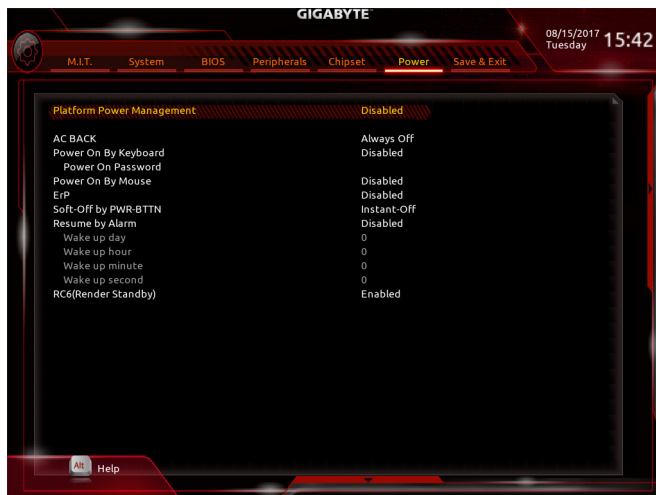 GIGABYTE™
08/15/2017 15:42
Tuesday
M.I.T. System BIOS Peripherals Chipset Power Save & Exit
Platform Power Management Disabled
AC BACK Always Off
Power On By Keyboard Disabled
Power On Password
Power On By Mouse Disabled
ErP Disabled
Soft-Off by PWR-BTTN Instant-Off
Resume by Alarm Disabled
Wake up day 0
Wake up hour 0
Wake up minute 0
Wake up second 0
RC6(Render Standby) Enabled
Alt Help